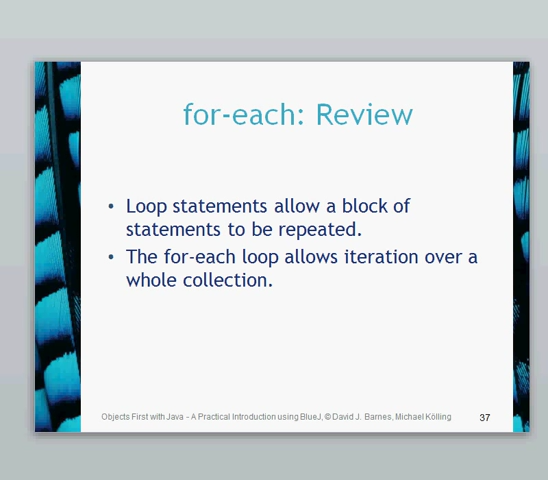 for-each: Review
• Loop statements allow a block of
statements to be repeated.
• The for-each loop allows iteration over a
whole collection.
Objects First with Java - A Practical Introduction using BlueJ, © David J. Barnes, Michael Kölling
37